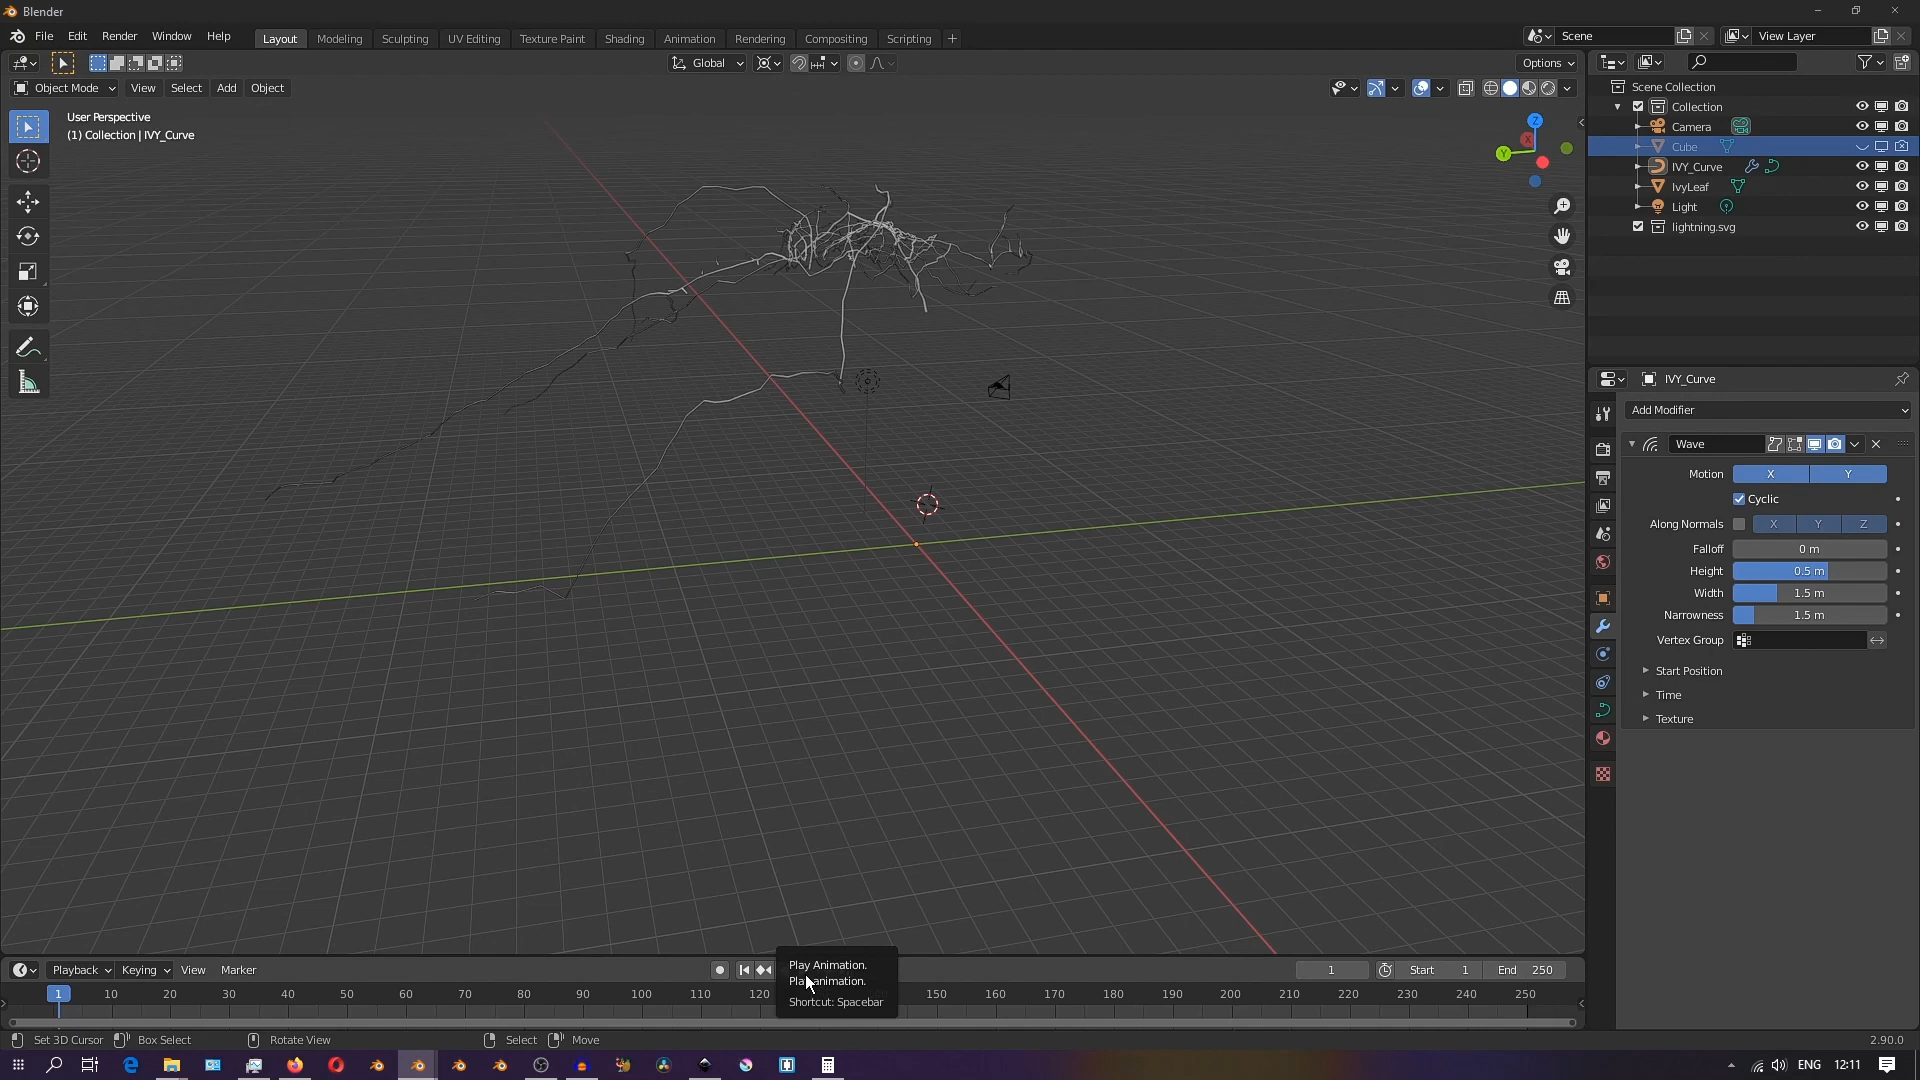 Blender
File Edit Render Window Help
Layout Modeling Sculpting UV Editing Texture Paint Shading Animation Rendering Compositing Scripting +
Scene
View Layer
Global
Options
Object Mode View Select Add Object
User Perspective
(1) Collection | IVY_Curve
Z
X
Y
Scene Collection
Collection
Camera
Cube
IVY_Curve
IvyLeaf
Light
lightning.svg
IVY_Curve
Add Modifier
Wave
Motion X Y
Cyclic
Along Normals X Y Z
Falloff 0 m
Height 0.5 m
Width 1.5 m
Narrowness 1.5 m
Vertex Group
Start Position
Time
Texture
Playback Keying View Marker
1 Start 1 End 250
1 10 20 30 40 50 60 70 80 90 100 110 120 150 160 170 180 190 200 210 220 230 240 250
Play Animation.
Play animation.
Shortcut: Spacebar
Set 3D Cursor Box Select Rotate View Select Move
2.90.0
ENG 12:11